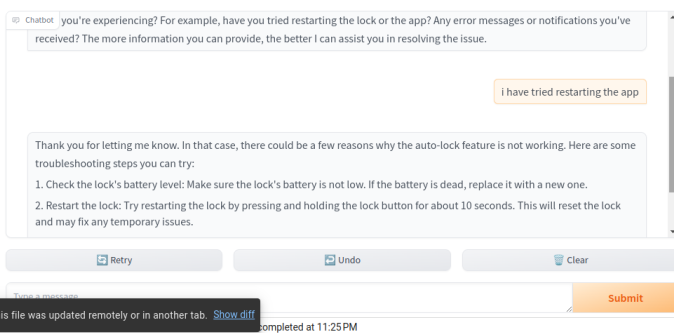 Chatbot
you're experiencing? For example, have you tried restarting the lock or the app? Any error messages or notifications you've
received? The more information you can provide, the better I can assist you in resolving the issue.
i have tried restarting the app
Thank you for letting me know. In that case, there could be a few reasons why the auto-lock feature is not working. Here are some
troubleshooting steps you can try:
1. Check the lock's battery level: Make sure the lock's battery is not low. If the battery is dead, replace it with a new one.
2. Restart the lock: Try restarting the lock by pressing and holding the lock button for about 10 seconds. This will reset the lock
and may fix any temporary issues.
Retry
Undo
Clear
Type a message
Submit
is file was updated remotely or in another tab. Show diff
completed at 11:25 PM